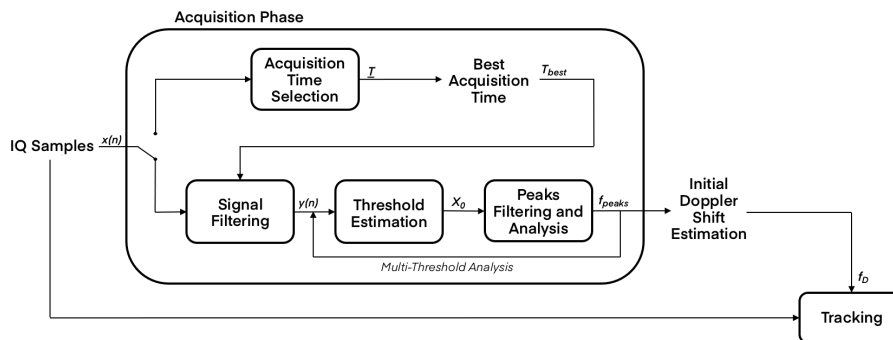 Acquisition Phase
Acquisition
Time
Selection
T
Best
Acquisition
Time
T_best
IQ Samples
x(n)
Signal
Filtering
y(n)
Threshold
Estimation
X_0
Peaks
Filtering and
Analysis
f_peaks
Initial
Doppler
Shift
Estimation
Multi-Threshold Analysis
f_D
Tracking